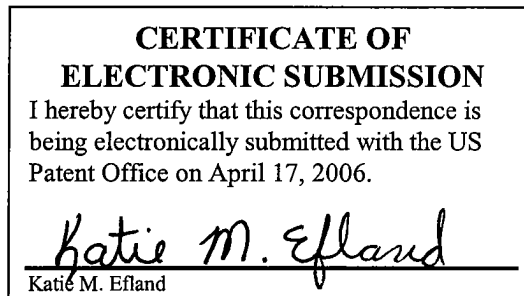 CERTIFICATE OF
ELECTRONIC SUBMISSION
I hereby certify that this correspondence is
being electronically submitted with the US
Patent Office on April 17, 2006.
Katie M. Efland
Katie M. Efland